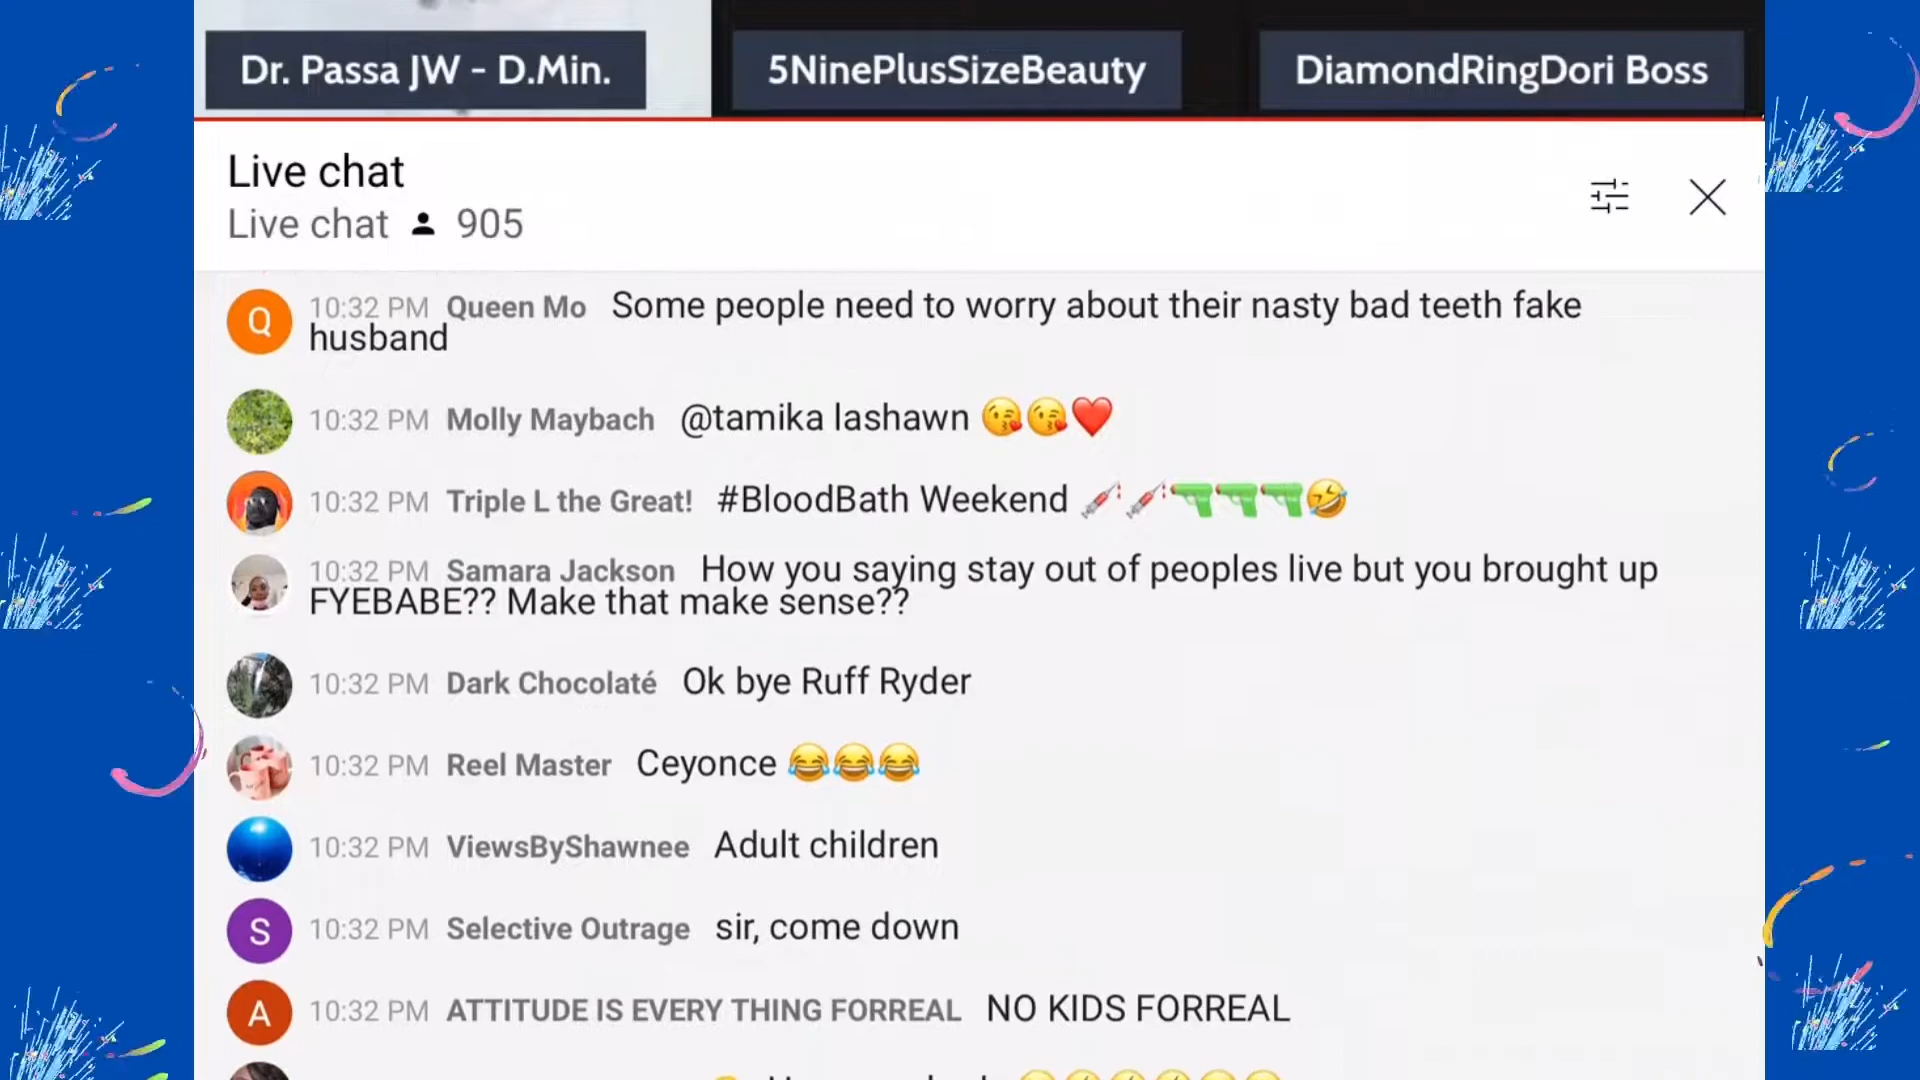 Dr. Passa JW - D.Min.
5NinePlusSizeBeauty
DiamondRingDori Boss
Live chat
Live chat 905
Q 10:32 PM Queen Mo Some people need to worry about their nasty bad teeth fake
husband
10:32 PM Molly Maybach @tamika lashawn 😘😘❤️
10:32 PM Triple L the Great! #BloodBath Weekend 💉💉🔫🔫🔫🤣
10:32 PM Samara Jackson How you saying stay out of peoples live but you brought up
FYEBABE?? Make that make sense??
10:32 PM Dark Chocolaté Ok bye Ruff Ryder
10:32 PM Reel Master Ceyonce 😂😂😂
10:32 PM ViewsByShawnee Adult children
S 10:32 PM Selective Outrage sir, come down
A 10:32 PM ATTITUDE IS EVERY THING FORREAL NO KIDS FORREAL